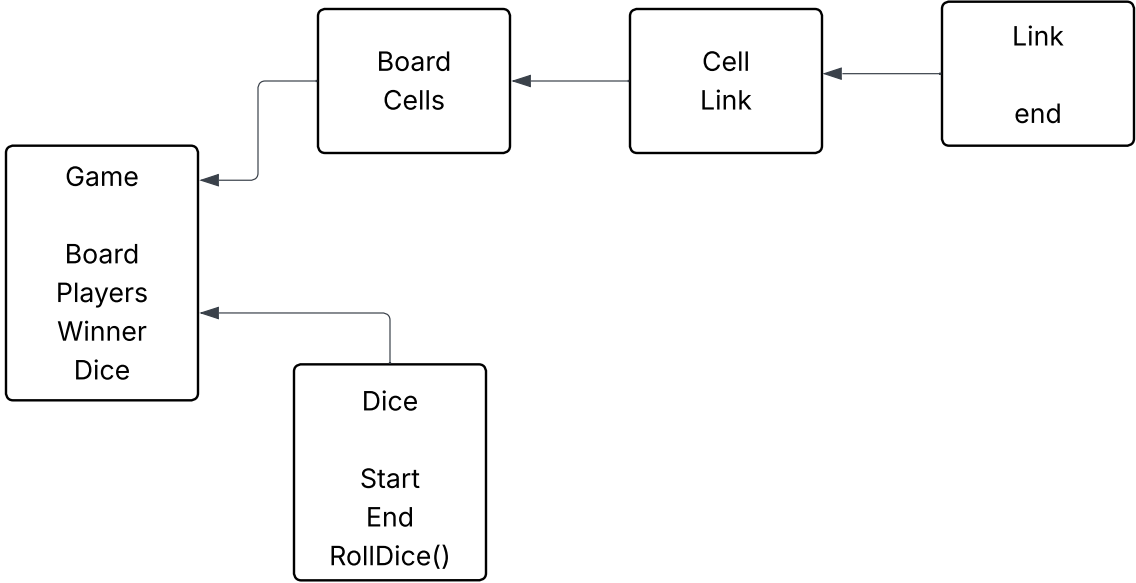 Board
Cells
Cell
Link
Link
end
Game
Board
Players
Winner
Dice
Dice
Start
End
RollDice()